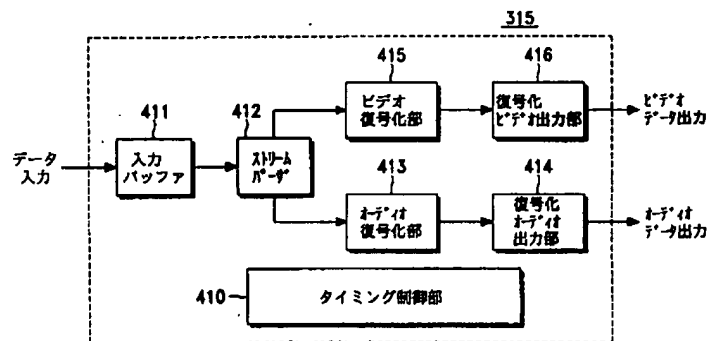 315
415
416
411
412
ビデオ
復号化部
復号化
ビデオ出力部
ビデオ
データ出力
データ
入力
入力
バッファ
ストリーム
パーザ
413
414
オーディオ
復号化部
復号化
オーディオ
出力部
オーディオ
データ出力
410
タイミング制御部